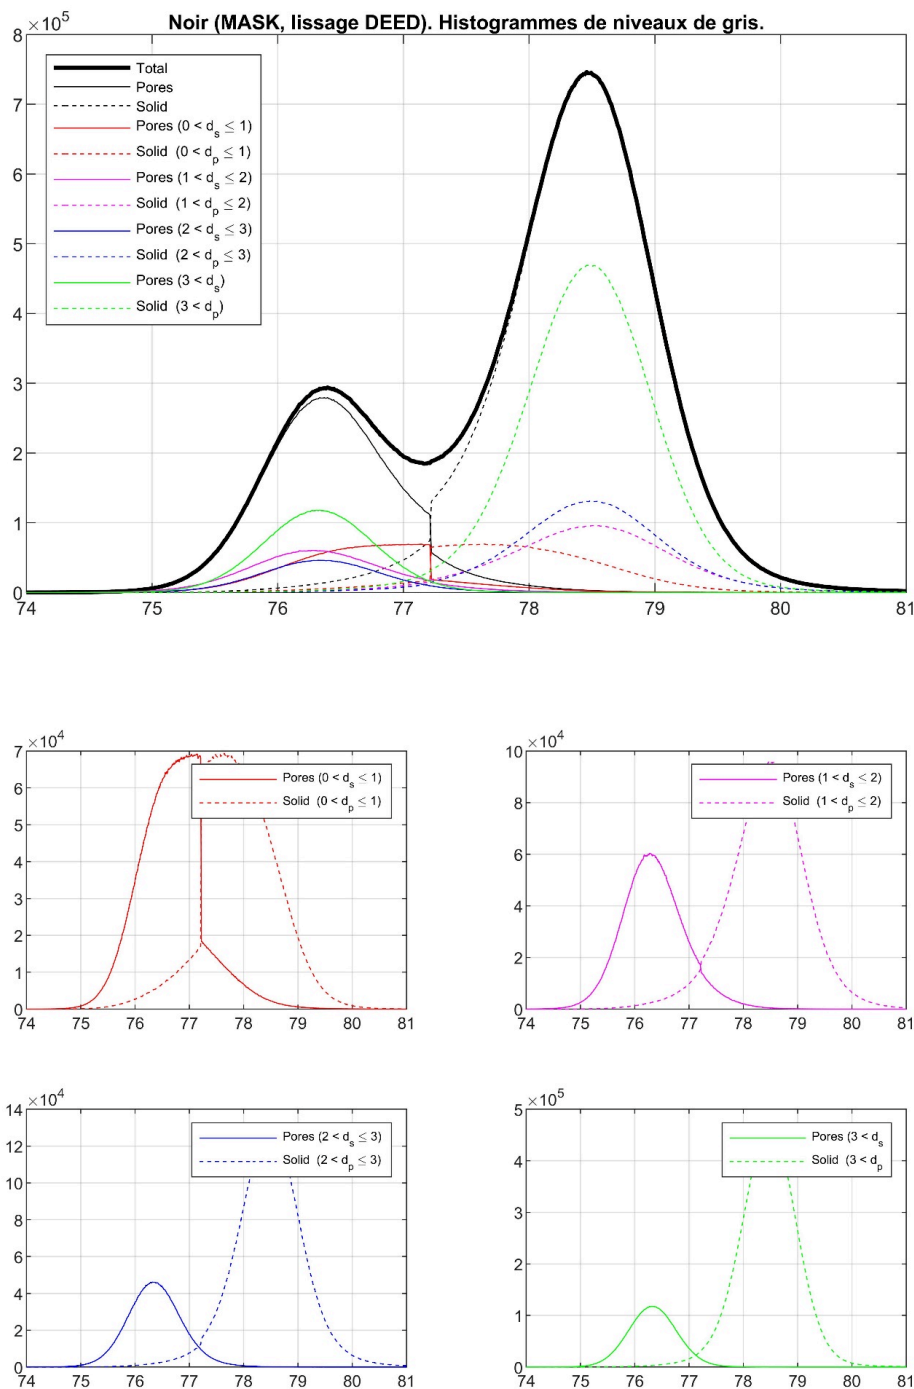 Noir (MASK, lissage DEED). Histogrammes de niveaux de gris.
×10^5
8
7
6
5
4
3
2
1
0
74 75 76 77 78 79 80 81
Total
Pores
Solid
Pores (0 < d_s ≤ 1)
Solid (0 < d_p ≤ 1)
Pores (1 < d_s ≤ 2)
Solid (1 < d_p ≤ 2)
Pores (2 < d_s ≤ 3)
Solid (2 < d_p ≤ 3)
Pores (3 < d_s)
Solid (3 < d_p)
×10^4
7
6
5
4
3
2
1
0
74 75 76 77 78 79 80 81
Pores (0 < d_s ≤ 1)
Solid (0 < d_p ≤ 1)
×10^4
10
8
6
4
2
0
74 75 76 77 78 79 80 81
Pores (1 < d_s ≤ 2)
Solid (1 < d_p ≤ 2)
×10^4
14
12
10
8
6
4
2
0
74 75 76 77 78 79 80 81
Pores (2 < d_s ≤ 3)
Solid (2 < d_p ≤ 3)
×10^5
5
4
3
2
1
0
74 75 76 77 78 79 80 81
Pores (3 < d_s
Solid (3 < d_p